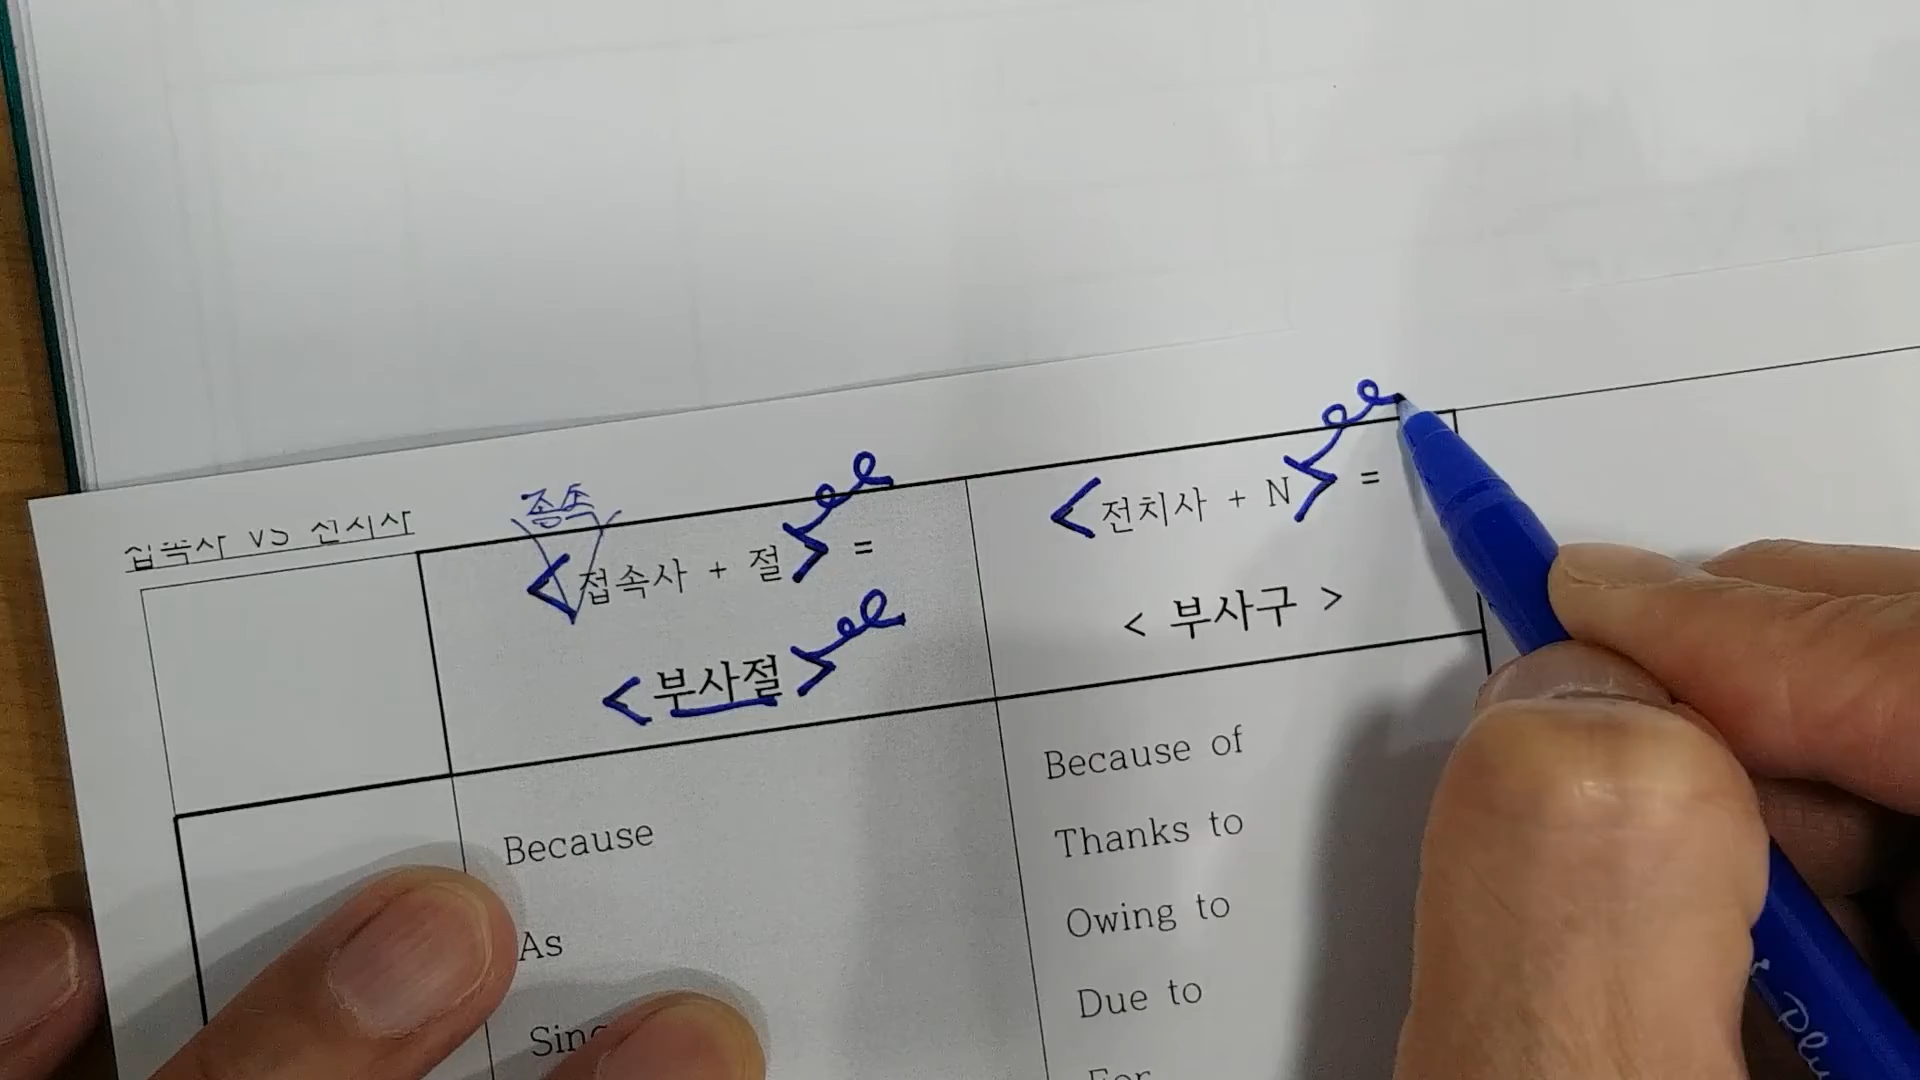 접속사 VS 전치사
종속
<접속사 + 절> =
<부사절>
<전치사 + N> =
< 부사구 >
Because
As
Because of
Thanks to
Owing to
Due to
For